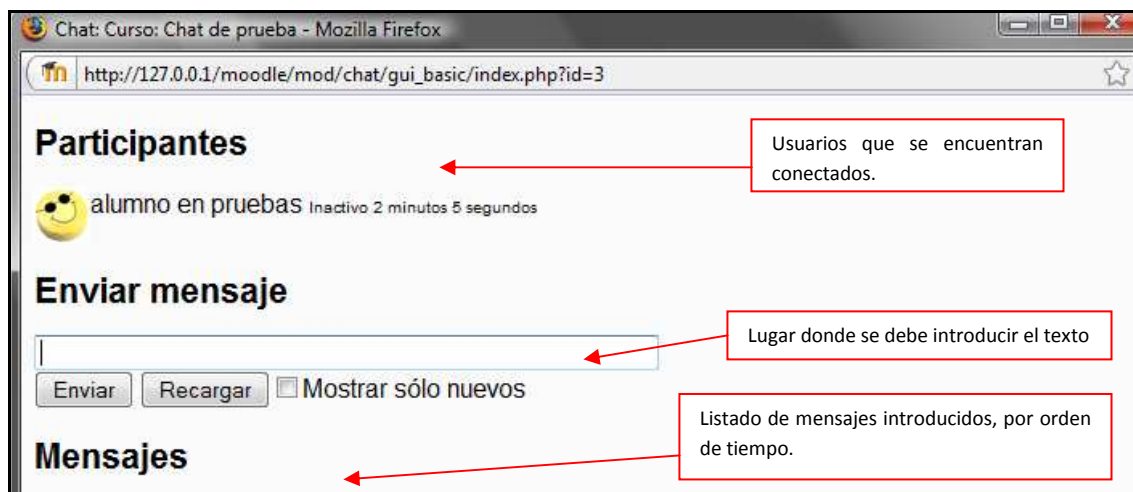 Chat: Curso: Chat de prueba - Mozilla Firefox
http://127.0.0.1/moodle/mod/chat/gui_basic/index.php?id=3
Participantes
Usuarios que se encuentran
conectados.
alumno en pruebas Inactivo 2 minutos 5 segundos
Enviar mensaje
Lugar donde se debe introducir el texto
Enviar Recargar Mostrar sólo nuevos
Listado de mensajes introducidos, por orden
de tiempo.
Mensajes